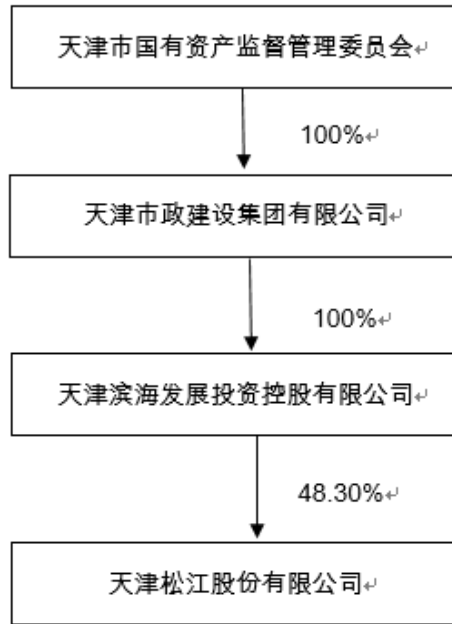 天津市国有资产监督管理委员会↵
100%↵
天津市政建设集团有限公司↵
100%↵
天津滨海发展投资控股有限公司↵
48.30%↵
天津松江股份有限公司↵